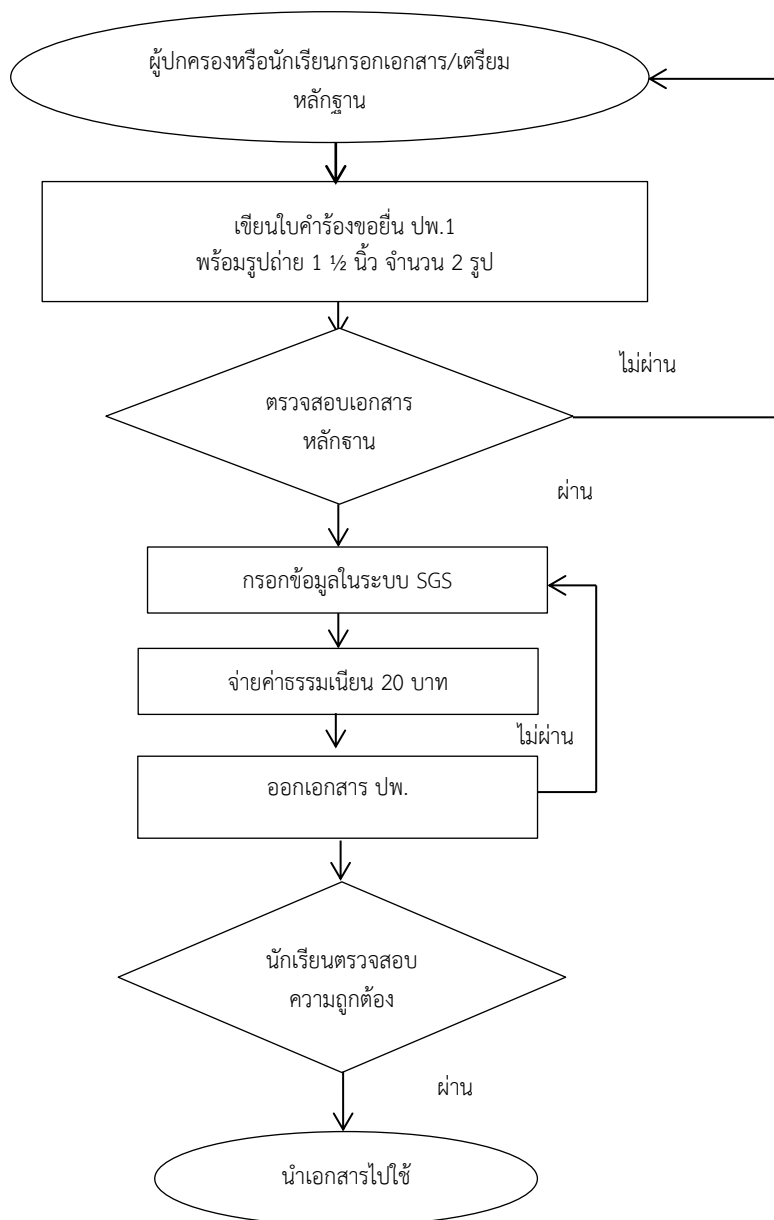 ผู้ปกครองหรือนักเรียนกรอกเอกสาร/เตรียม
หลักฐาน
เขียนใบคำร้องขอยื่น ปพ.1
พร้อมรูปถ่าย 1 ½ นิ้ว จำนวน 2 รูป
ไม่ผ่าน
ตรวจสอบเอกสาร
หลักฐาน
ผ่าน
กรอกข้อมูลในระบบ SGS
จ่ายค่าธรรมเนียน 20 บาท
ไม่ผ่าน
ออกเอกสาร ปพ.
นักเรียนตรวจสอบ
ความถูกต้อง
ผ่าน
นำเอกสารไปใช้